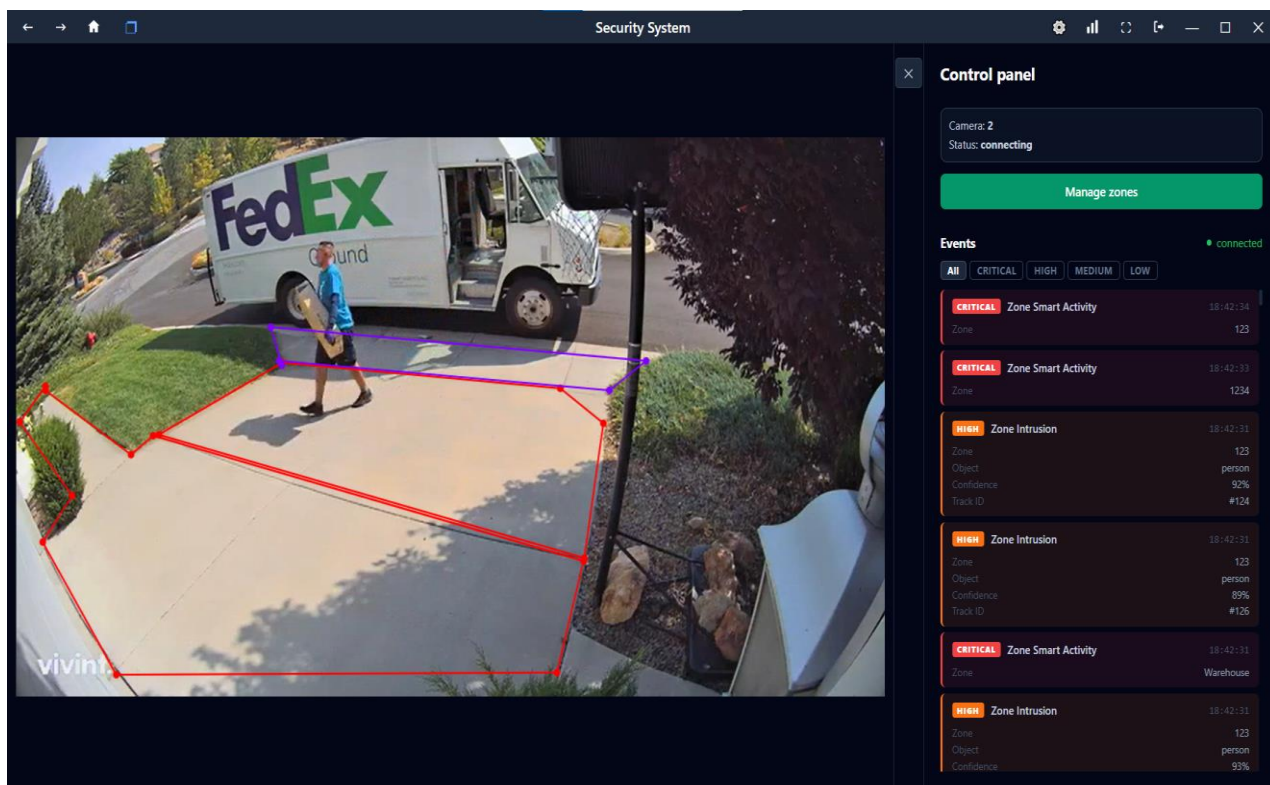 Security System
FedEx
Ground
vivint.
Control panel
Camera: 2
Status: connecting
Manage zones
Events
connected
All CRITICAL HIGH MEDIUM LOW
CRITICAL Zone Smart Activity 18:42:34
Zone 123
CRITICAL Zone Smart Activity 18:42:33
Zone 1234
HIGH Zone Intrusion 18:42:31
Zone 123
Object person
Confidence 92%
Track ID #124
HIGH Zone Intrusion 18:42:31
Zone 123
Object person
Confidence 89%
Track ID #126
CRITICAL Zone Smart Activity 18:42:31
Zone Warehouse
HIGH Zone Intrusion 18:42:31
Zone 123
Object person
Confidence 93%